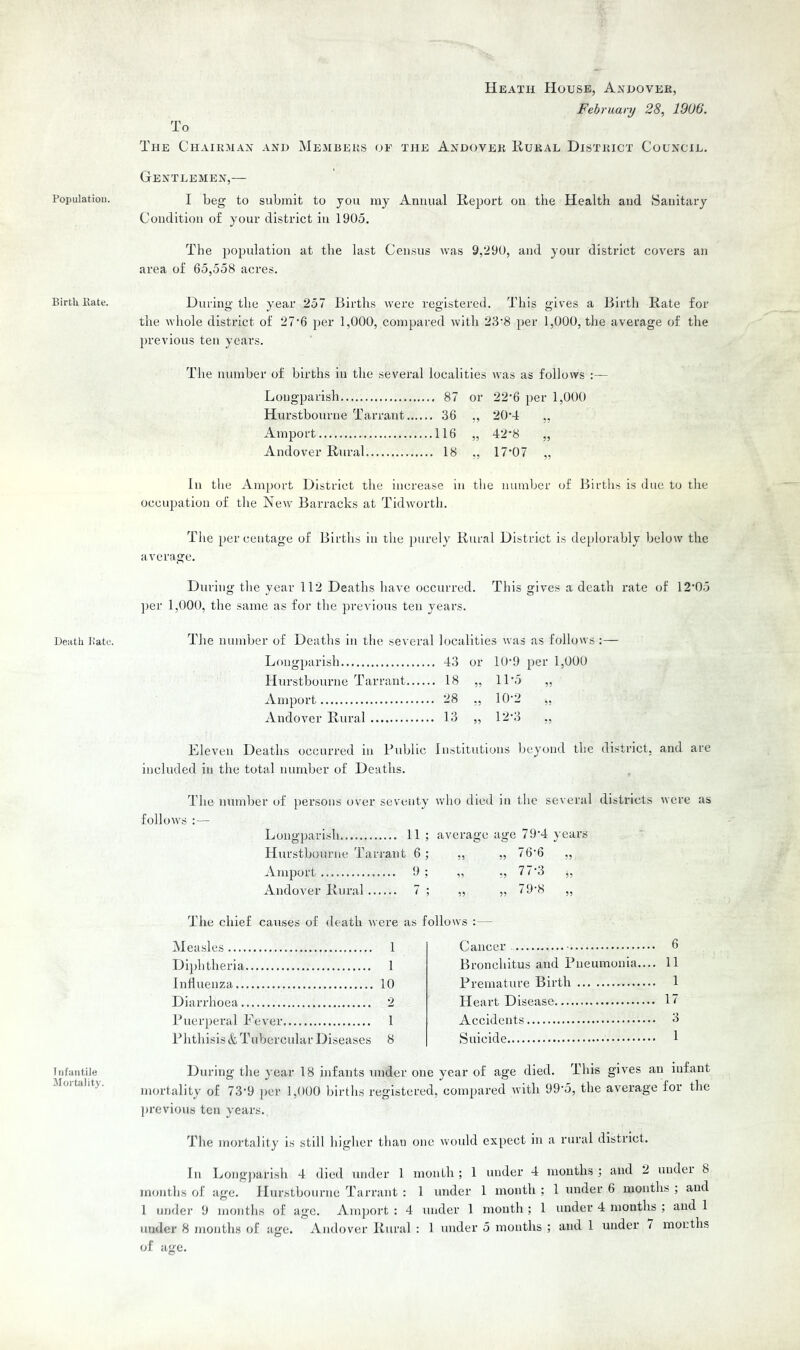 Heath House, Andover,
February 28, 1906.
To
The Chairman and Members of the Andover Rural District Council.
Gentlemen,—
Population.
I beg to submit to you my Annual Report on the Health and Sanitary
Condition of your district in 1905.
The population at the last Census was 9,290, and your district covers an
area of 65,558 acres.
Birth Rate.
During the year 257 Births were registered. This gives a Birth Rate for
the whole district of 27·6 per 1,000, compared with 23·8 per 1,000, the average of the
previous ten years.
The number of births in the several localities was as follows :—
Longparish...................... 87 or 22·6 per 1,000
Hurstbourne Tarrant...... 36 „ 20·4 „
Amport.........................116 „ 42·8 „
Andover Rural............... 18 „ 17·07 „
In the Amport District the increase in the number of Births is due to the
occupation of the New Barracks at Tidworth.
The per centage of Births in the purely Rural District is deplorably below the
average.
During the year 112 Deaths have occurred. This gives a death rate of 12·05
per 1,000, the same as for the previous ten years.
Death Rate.
The number of Deaths in the several localities was as follows :—
Longparish..................... 43 or 10·9 per 1,000
Hurstbourne Tarrant...... 18 „ 11·5 „
Amport ......................... 28 „ 10·2 „
Andover Rural .............. 13 „ 12·3 „
Eleven Deaths occurred in Public Institutions beyond the district, and are
included in the total number of Deaths.
The number of persons over seventy who died in the several districts were as
follows :—
Longparish............. 11 ; average age 79·4 years
Hurstbourne Tarrant 6 ; „ „ 76·6 „
Amport ................. 9 ; „ „ 77·3 „
Andover Rural ...... 7 ; „ „ 79·8 „
The chief causes of death were as follows :—
Measles ................................ 1
Diphtheria............................ 1
Influenza.............................. 10
Diarrhoea............................. 2
Puerperal Fever.................... 1
Phthisis & Tubercular Diseases 8
Cancer ................................ 6
Bronchitus and Pneumonia.... 11
Premature Birth ................... 1
Heart Disease....................... 17
Accidents............................. 3
Suicide................................. 1
Infantile
Mortality.
During the year 18 infants under one year of age died. This gives an infant
mortality of 73·9 per 1,000 births registered, compared with 99·5, the average for the
previous ten years.
The mortality is still higher than one would expect in a rural district.
In Longparish 4 died under 1 month ; 1 under 4 months ; and 2 under 8
months of age. Hurstbourne Tarrant : 1 under 1 month ; 1 under 6 months ; and
1 under 9 months of age. Amport : 4 under 1 month ; 1 under 4 months ; and 1
under 8 months of age. Andover Rural : 1 under 5 months ; and 1 under 7 months
of age.